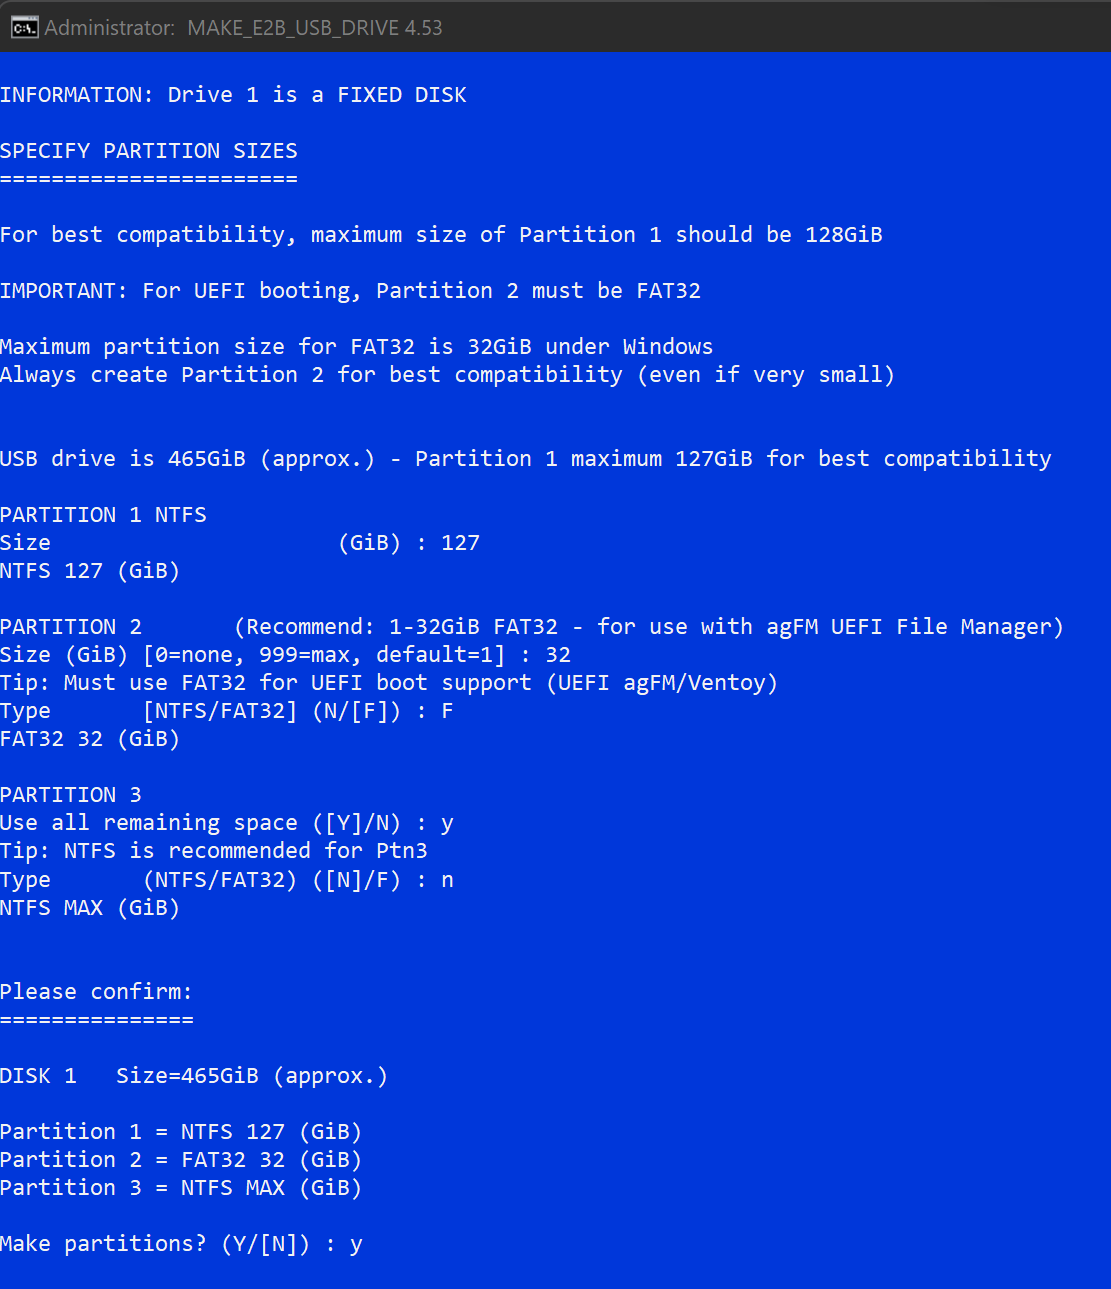 Administrator:  MAKE_E2B_USB_DRIVE 4.53
INFORMATION: Drive 1 is a FIXED DISK
SPECIFY PARTITION SIZES
=======================
For best compatibility, maximum size of Partition 1 should be 128GiB
IMPORTANT: For UEFI booting, Partition 2 must be FAT32
Maximum partition size for FAT32 is 32GiB under Windows
Always create Partition 2 for best compatibility (even if very small)
USB drive is 465GiB (approx.) - Partition 1 maximum 127GiB for best compatibility
PARTITION 1 NTFS
Size                      (GiB) : 127
NTFS 127 (GiB)
PARTITION 2       (Recommend: 1-32GiB FAT32 - for use with agFM UEFI File Manager)
Size (GiB) [0=none, 999=max, default=1] : 32
Tip: Must use FAT32 for UEFI boot support (UEFI agFM/Ventoy)
Type       [NTFS/FAT32] (N/[F]) : F
FAT32 32 (GiB)
PARTITION 3
Use all remaining space ([Y]/N) : y
Tip: NTFS is recommended for Ptn3
Type       (NTFS/FAT32) ([N]/F) : n
NTFS MAX (GiB)
Please confirm:
===============
DISK 1   Size=465GiB (approx.)
Partition 1 = NTFS 127 (GiB)
Partition 2 = FAT32 32 (GiB)
Partition 3 = NTFS MAX (GiB)
Make partitions? (Y/[N]) : y